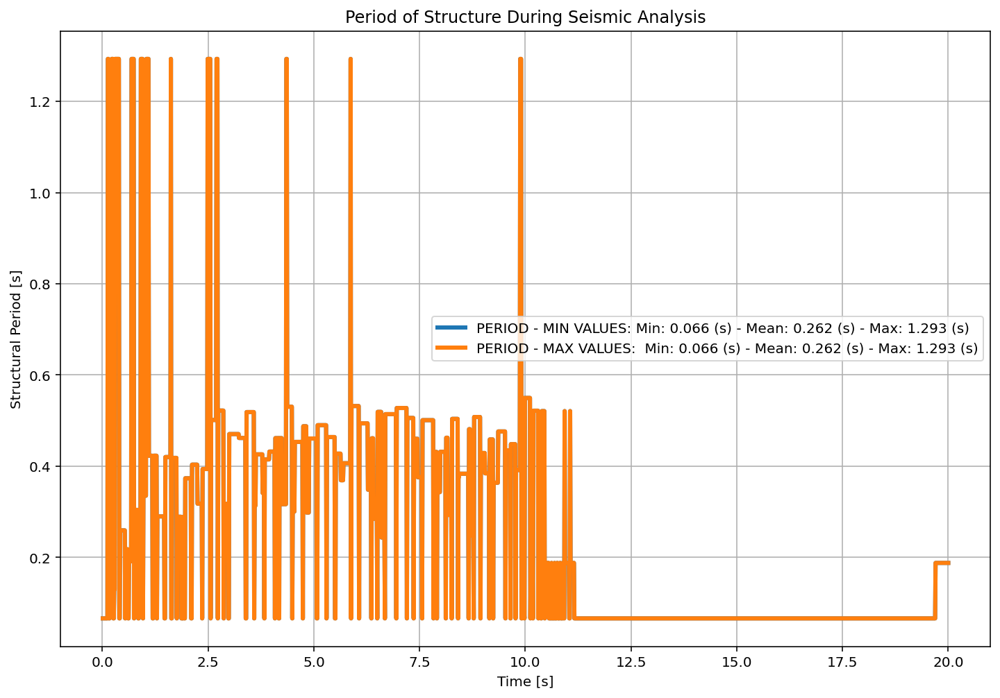 Period of Structure During Seismic Analysis
Structural Period [s]
1.2
1.0
0.8
0.6
0.4
0.2
PERIOD - MIN VALUES: Min: 0.066 (s) - Mean: 0.262 (s) - Max: 1.293 (s)
PERIOD - MAX VALUES:  Min: 0.066 (s) - Mean: 0.262 (s) - Max: 1.293 (s)
0.0 2.5 5.0 7.5 10.0 12.5 15.0 17.5 20.0
Time [s]